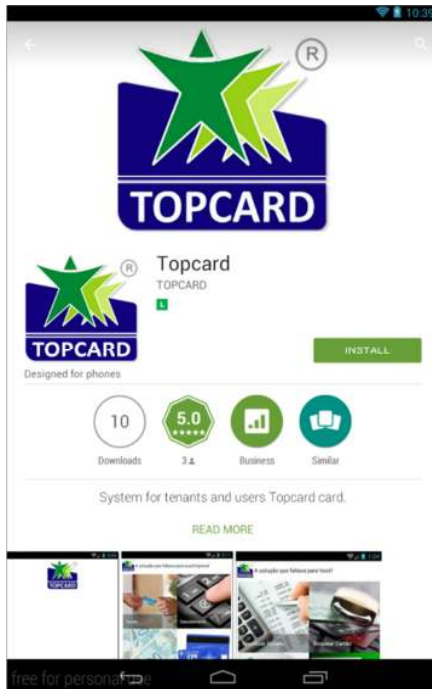 10:39
®
TOPCARD
Topcard
TOPCARD
L
®
TOPCARD
INSTALL
Designed for phones
10
5.0
Downloads
3
Business
Similar
System for tenants and users Topcard card.
READ MORE
free for personal use